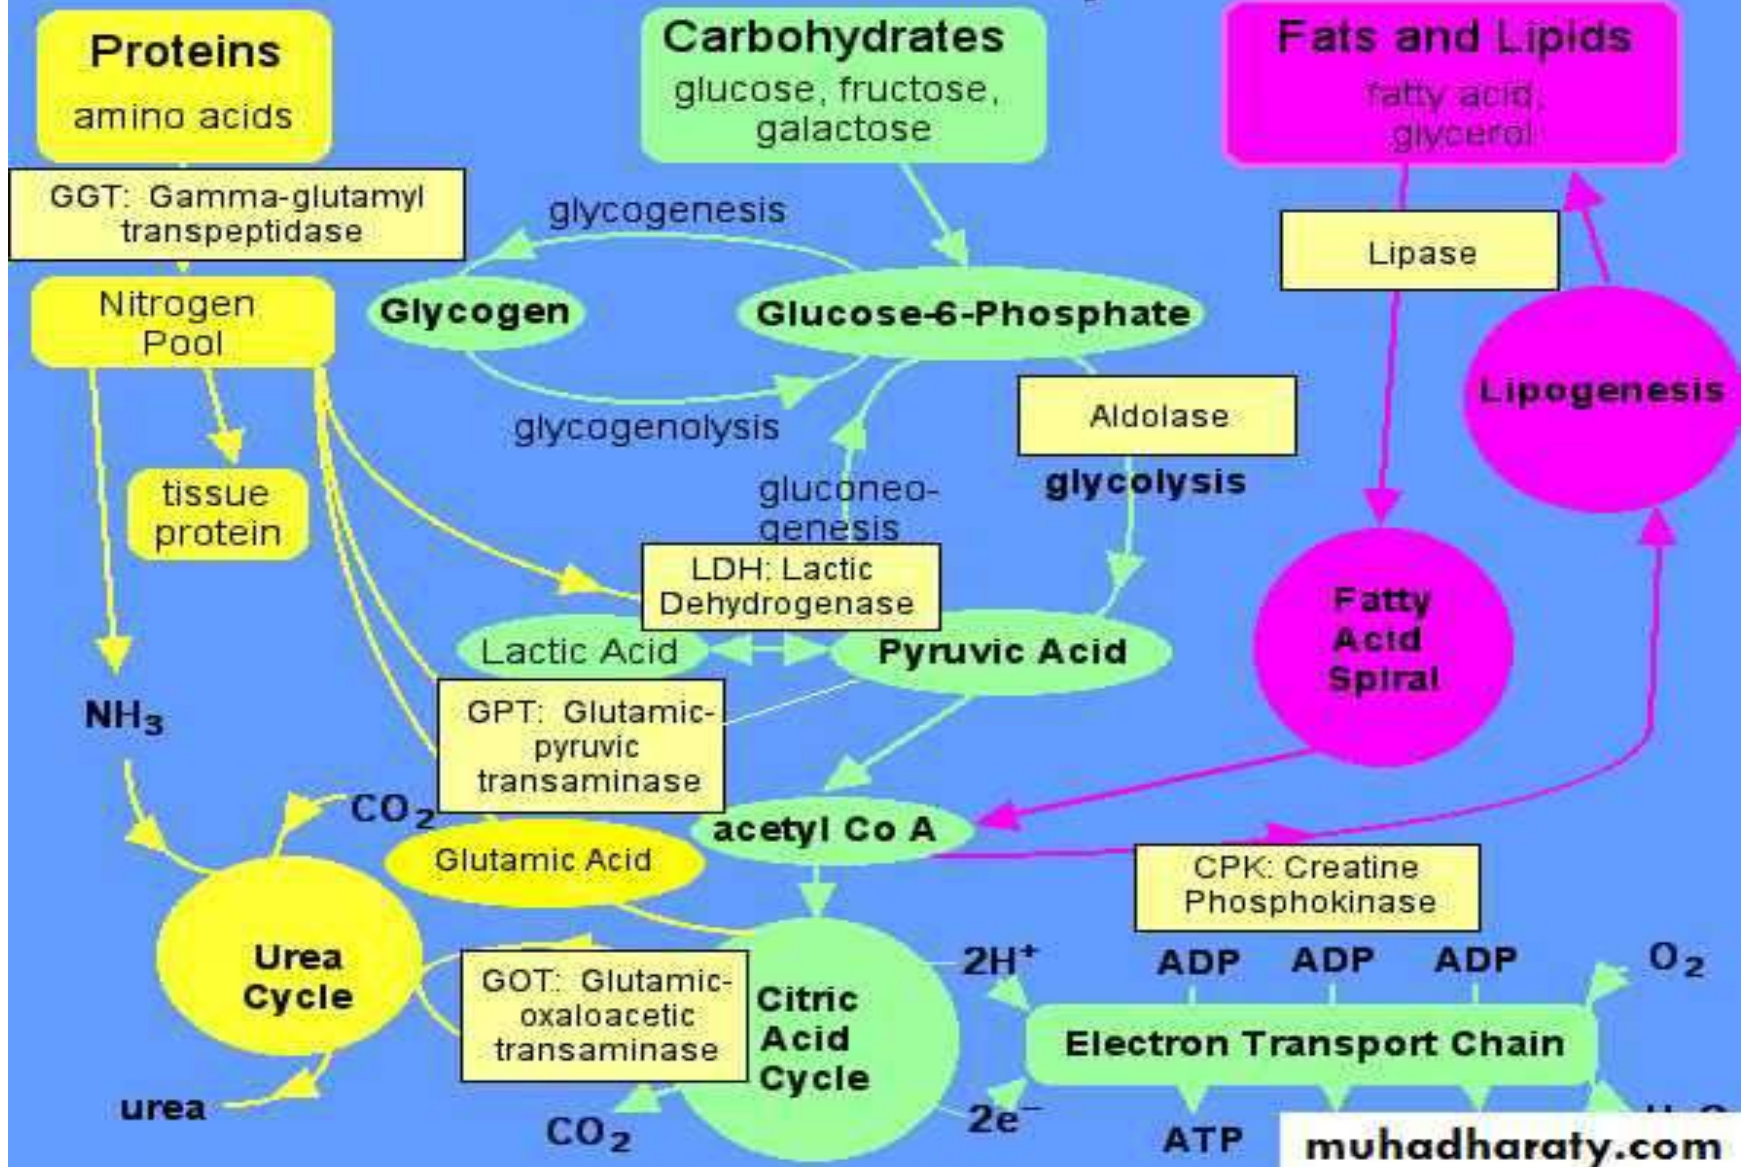 Proteins
amino acids
Carbohydrates
glucose, fructose,
galactose
Fats and Lipids
fatty acid,
glycerol
GGT: Gamma-glutamyl
transpeptidase
glycogenesis
Lipase
Nitrogen
Pool
Glycogen
Glucose-6-Phosphate
Lipogenesis
Aldolase
glycogenolysis
glycolysis
tissue
protein
gluconeo-
genesis
LDH: Lactic
Dehydrogenase
Fatty
Acid
Spiral
Lactic Acid
Pyruvic Acid
NH3
GPT: Glutamic-
pyruvic
transaminase
CO2
acetyl Co A
Glutamic Acid
CPK: Creatine
Phosphokinase
Urea
Cycle
GOT: Glutamic-
oxaloacetic
transaminase
Citric
Acid
Cycle
2H+
ADP
ADP
ADP
O2
Electron Transport Chain
urea
CO2
2e−
ATP
muhadharaty.com